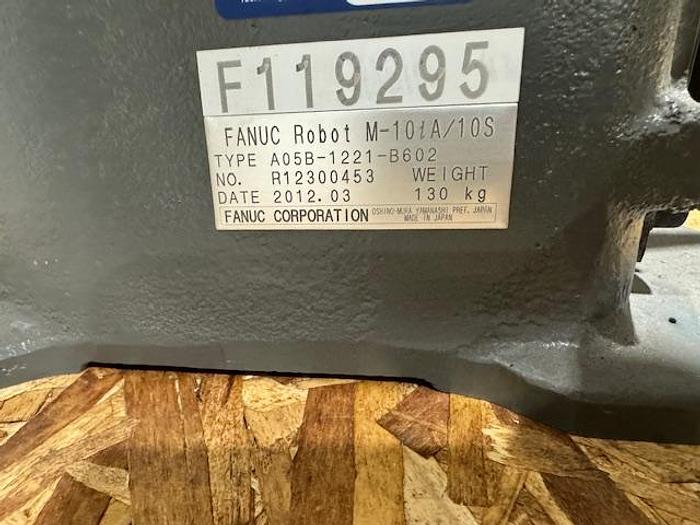 F119295
FANUC Robot M-10iA/10S
TYPE A05B-1221-B602
NO. R12300453 WEIGHT
DATE 2012.03 130 kg
FANUC CORPORATION OSHINO-MURA YAMANASHI PREF. JAPAN
MADE IN JAPAN